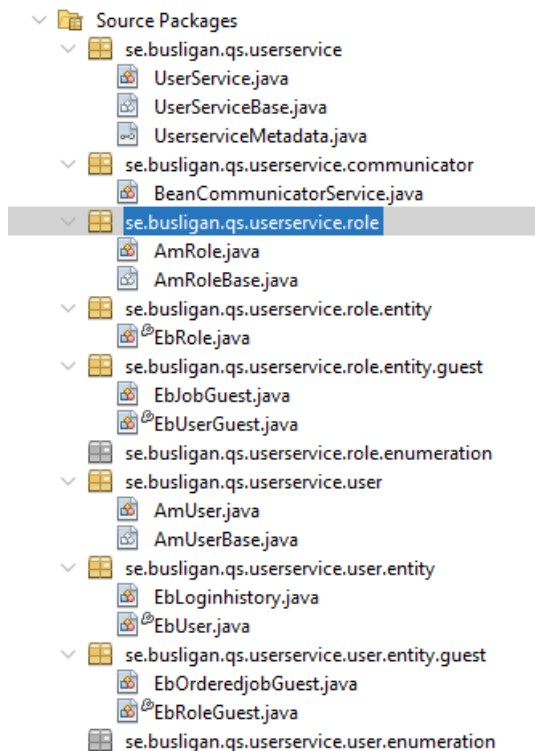 Source Packages
se.busligan.qs.userservice
UserService.java
UserServiceBase.java
UserserviceMetadata.java
se.busligan.qs.userservice.communicator
BeanCommunicatorService.java
se.busligan.qs.userservice.role
AmRole.java
AmRoleBase.java
se.busligan.qs.userservice.role.entity
EbRole.java
se.busligan.qs.userservice.role.entity.guest
EbJobGuest.java
EbUserGuest.java
se.busligan.qs.userservice.role.enumeration
se.busligan.qs.userservice.user
AmUser.java
AmUserBase.java
se.busligan.qs.userservice.user.entity
EbLoginhistory.java
EbUser.java
se.busligan.qs.userservice.user.entity.guest
EbOrderedjobGuest.java
EbRoleGuest.java
se.busligan.qs.userservice.user.enumeration